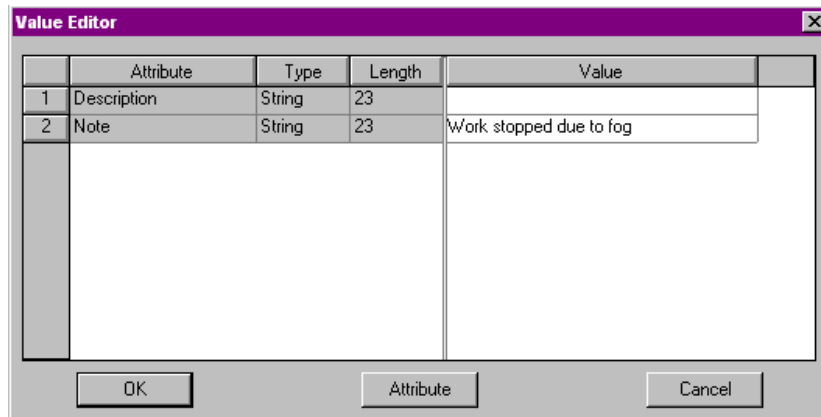 Value Editor
Attribute Type Length Value
1 Description String 23
2 Note String 23 Work stopped due to fog
OK Attribute Cancel